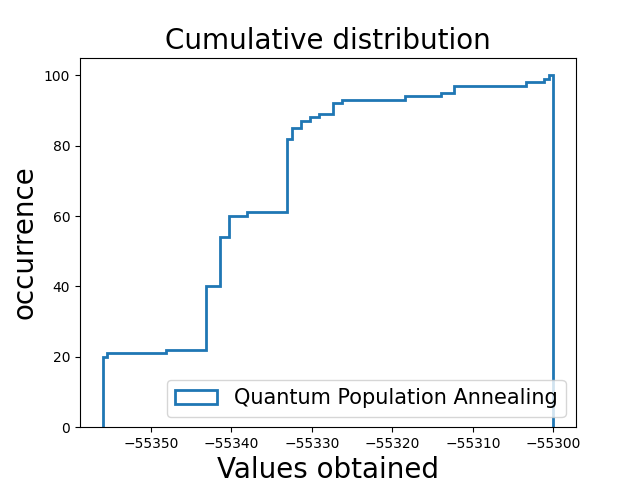 Cumulative distribution
100
80
60
40
20
0
occurrence
Quantum Population Annealing
−55350 −55340 −55330 −55320 −55310 −55300
Values obtained